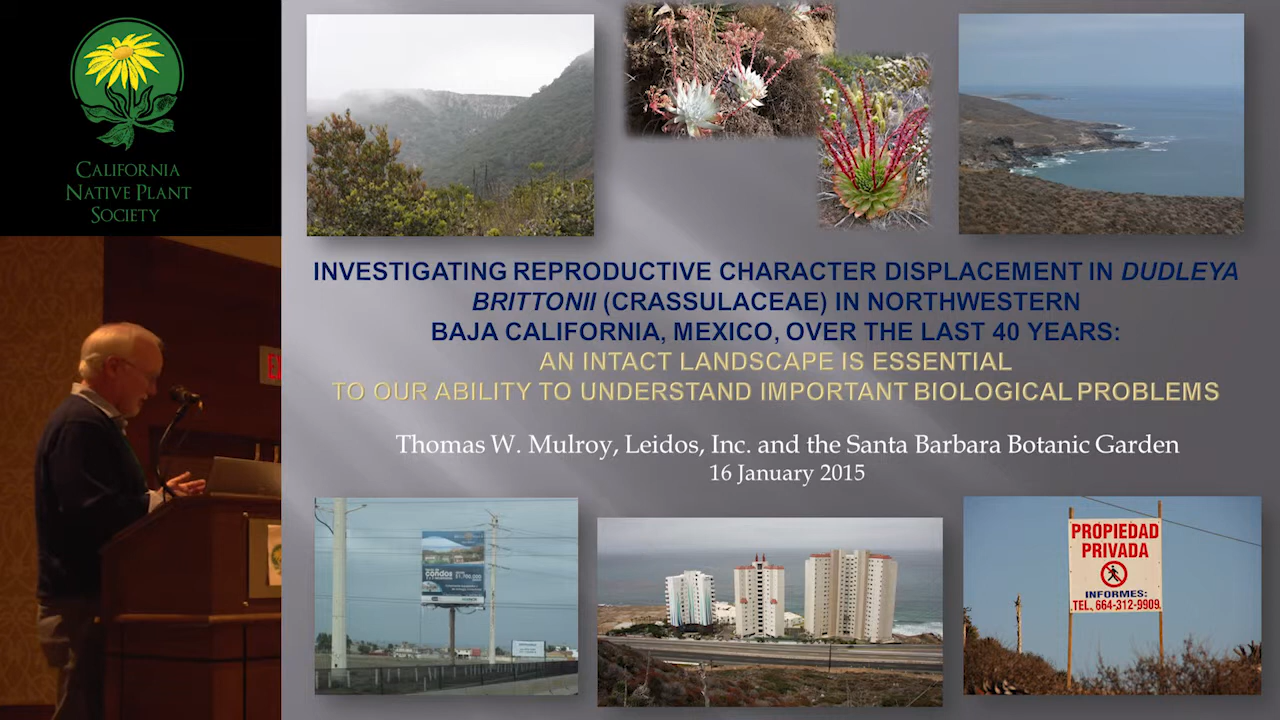 CALIFORNIA
NATIVE PLANT
SOCIETY
INVESTIGATING REPRODUCTIVE CHARACTER DISPLACEMENT IN DUDLEYA
BRITTONII (CRASSULACEAE) IN NORTHWESTERN
BAJA CALIFORNIA, MEXICO, OVER THE LAST 40 YEARS:
AN INTACT LANDSCAPE IS ESSENTIAL
TO OUR ABILITY TO UNDERSTAND IMPORTANT BIOLOGICAL PROBLEMS
Thomas W. Mulroy, Leidos, Inc. and the Santa Barbara Botanic Garden
16 January 2015
condos
PROPIEDAD
PRIVADA
INFORMES:
TEL. 664-312-9909